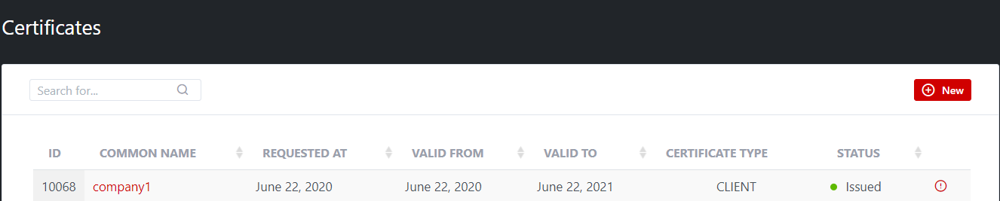 Certificates
Search for...
New
ID COMMON NAME REQUESTED AT VALID FROM VALID TO CERTIFICATE TYPE STATUS
10068 company1 June 22, 2020 June 22, 2020 June 22, 2021 CLIENT Issued